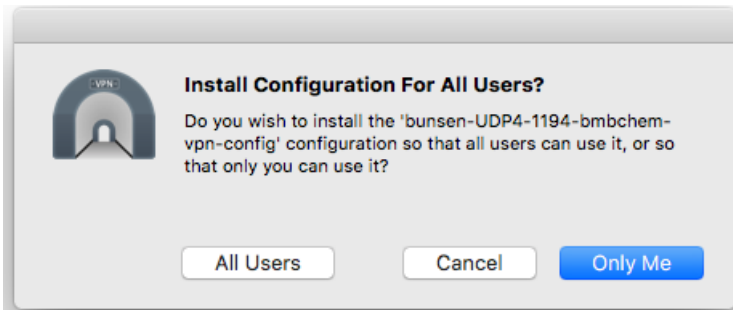 -VPN-
Install Configuration For All Users?
Do you wish to install the 'bunsen-UDP4-1194-bmbchem-
vpn-config' configuration so that all users can use it, or so
that only you can use it?
All Users
Cancel
Only Me